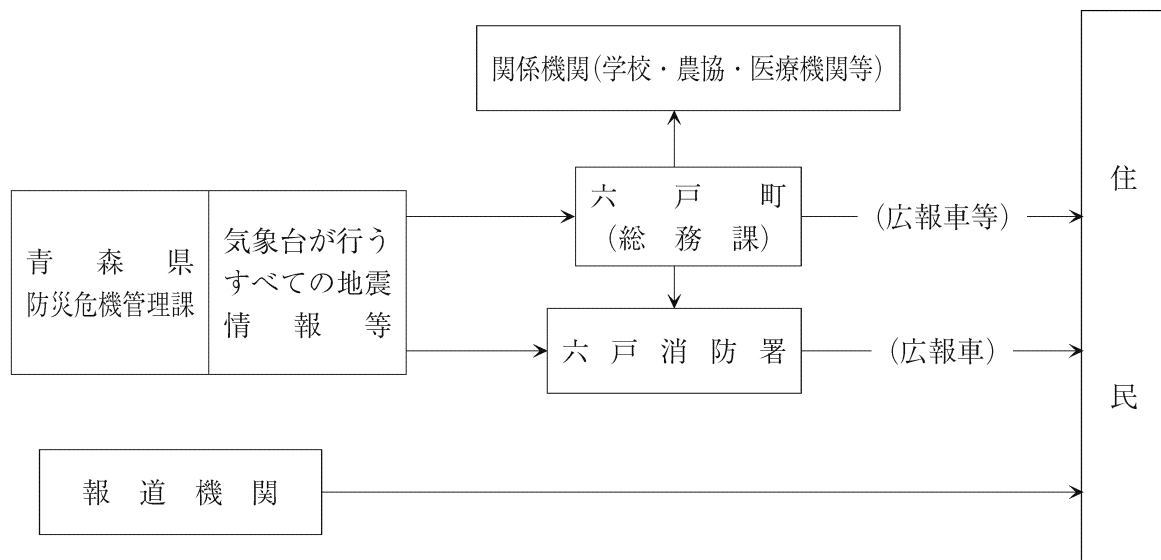 関係機関(学校・農協・医療機関等)
六戸町
(総務課)
(広報車等)
青森県
防災危機管理課
気象台が行う
すべての地震
情報等
六戸消防署
(広報車)
報道機関
住民